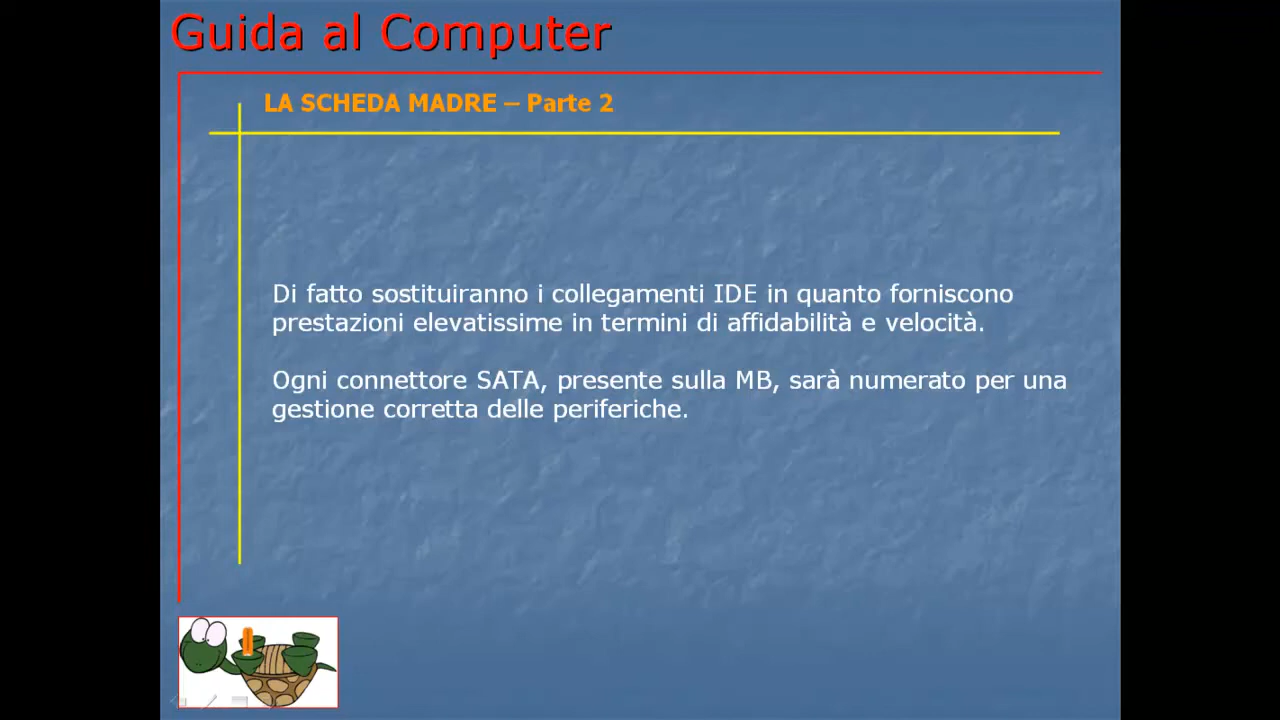 Guida al Computer
LA SCHEDA MADRE – Parte 2
Di fatto sostituiranno i collegamenti IDE in quanto forniscono
prestazioni elevatissime in termini di affidabilità e velocità.
Ogni connettore SATA, presente sulla MB, sarà numerato per una
gestione corretta delle periferiche.